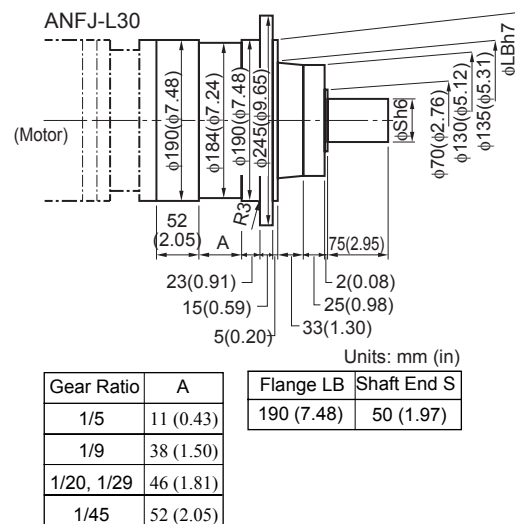 ANFJ-L30
(Motor)
φ190(φ7.48)
φ184(φ7.24)
φ190(φ7.48)
φ245(φ9.65)
φSh6
φ70(φ2.76)
φ130(φ5.12)
φ135(φ5.31)
φLBh7
R3
52
(2.05)
A
75(2.95)
23(0.91)
2(0.08)
15(0.59)
25(0.98)
5(0.20)
33(1.30)
Units: mm (in)
Gear Ratio A
1/5 11 (0.43)
1/9 38 (1.50)
1/20, 1/29 46 (1.81)
1/45 52 (2.05)
Flange LB Shaft End S
190 (7.48) 50 (1.97)